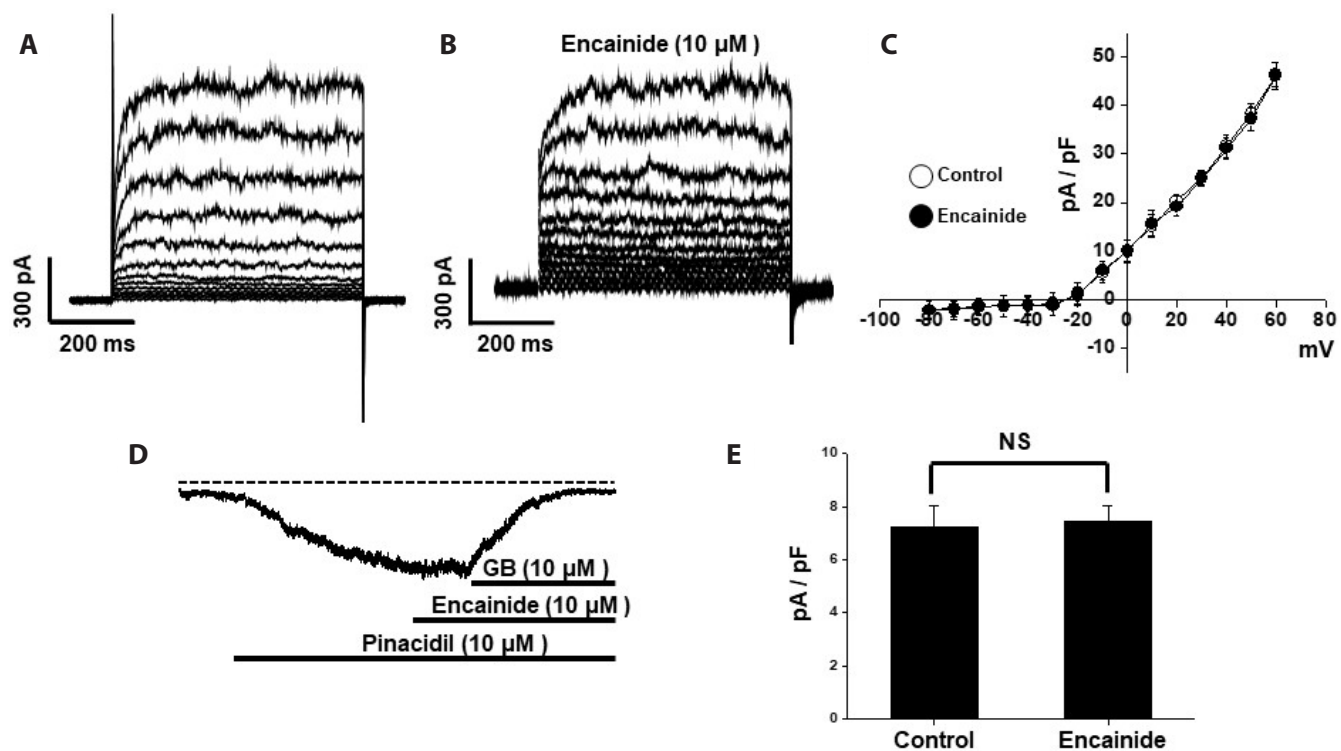 A
300 pA
200 ms
B
Encainide (10 µM )
300 pA
200 ms
C
50
40
30
20
10
0
-10
pA / pF
Control
Encainide
-100 -80 -60 -40 -20 0 20 40 60 80
mV
D
GB (10 µM )
Encainide (10 µM )
Pinacidil (10 µM )
E
NS
10
8
6
4
2
0
pA / pF
Control Encainide